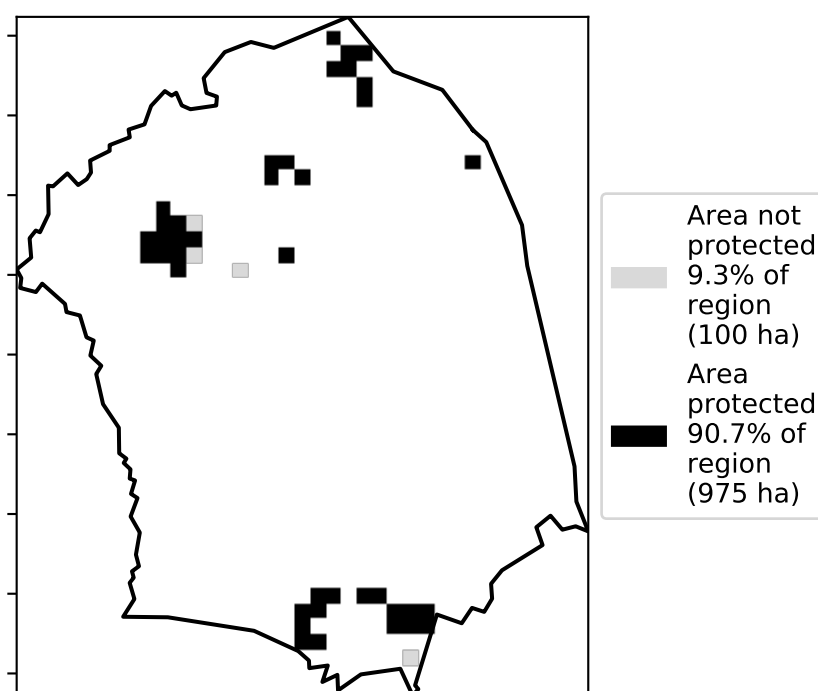 Area not
protected
9.3% of
region
(100 ha)
Area
protected
90.7% of
region
(975 ha)